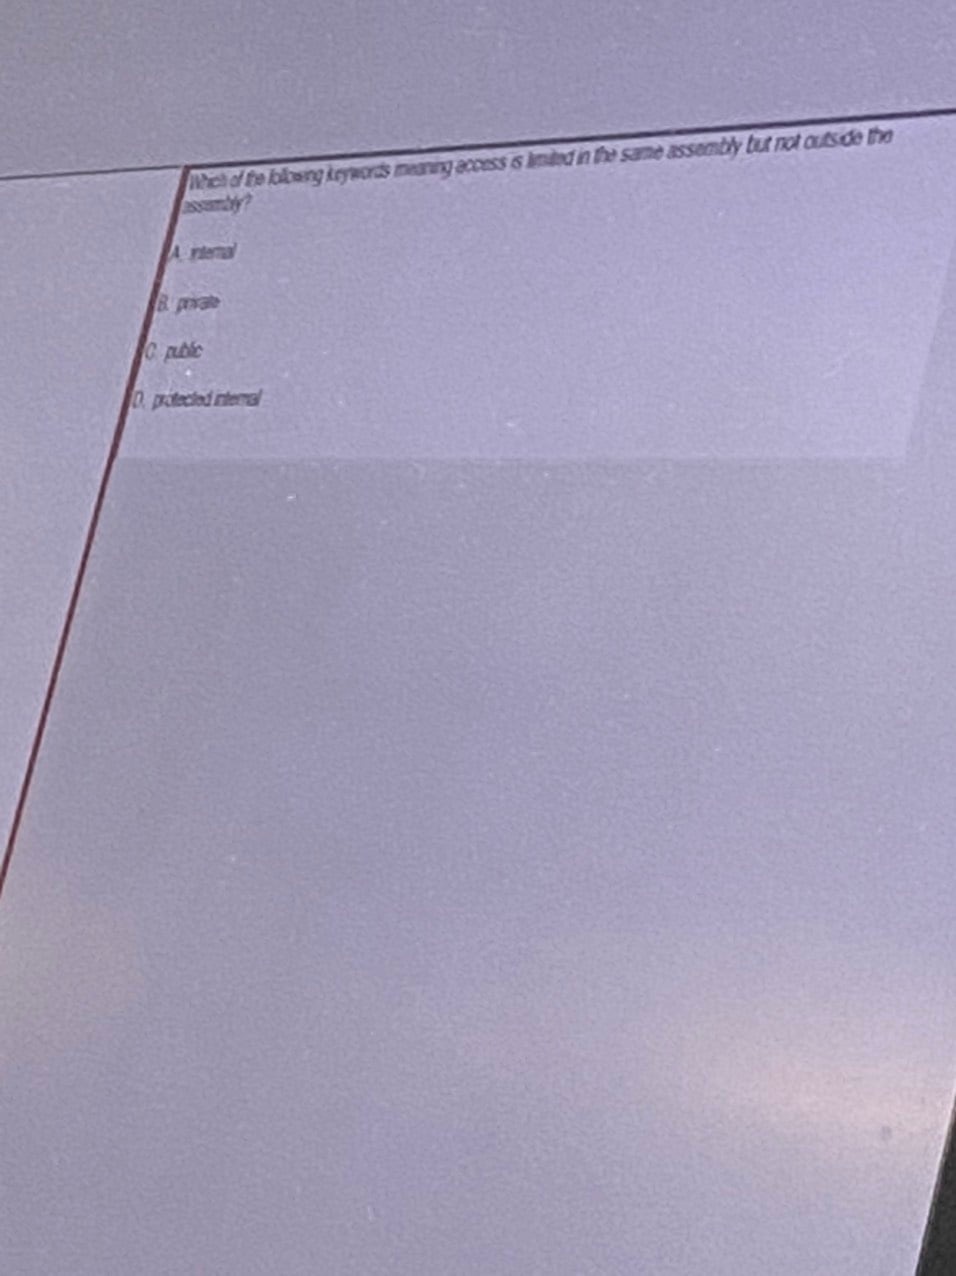 Which of the following keywords meaning access is limited in the same assembly but not outside the
assembly?
A. internal
B. private
C. public
D. protected internal